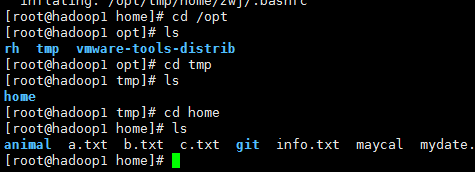 inflating: /opt/tmp/home/zwj/.bashrc
[root@hadoop1 home]# cd /opt
[root@hadoop1 opt]# ls
rh  tmp  vmware-tools-distrib
[root@hadoop1 opt]# cd tmp
[root@hadoop1 tmp]# ls
home
[root@hadoop1 tmp]# cd home
[root@hadoop1 home]# ls
animal  a.txt  b.txt  c.txt  git  info.txt  maycal  mydate.
[root@hadoop1 home]#